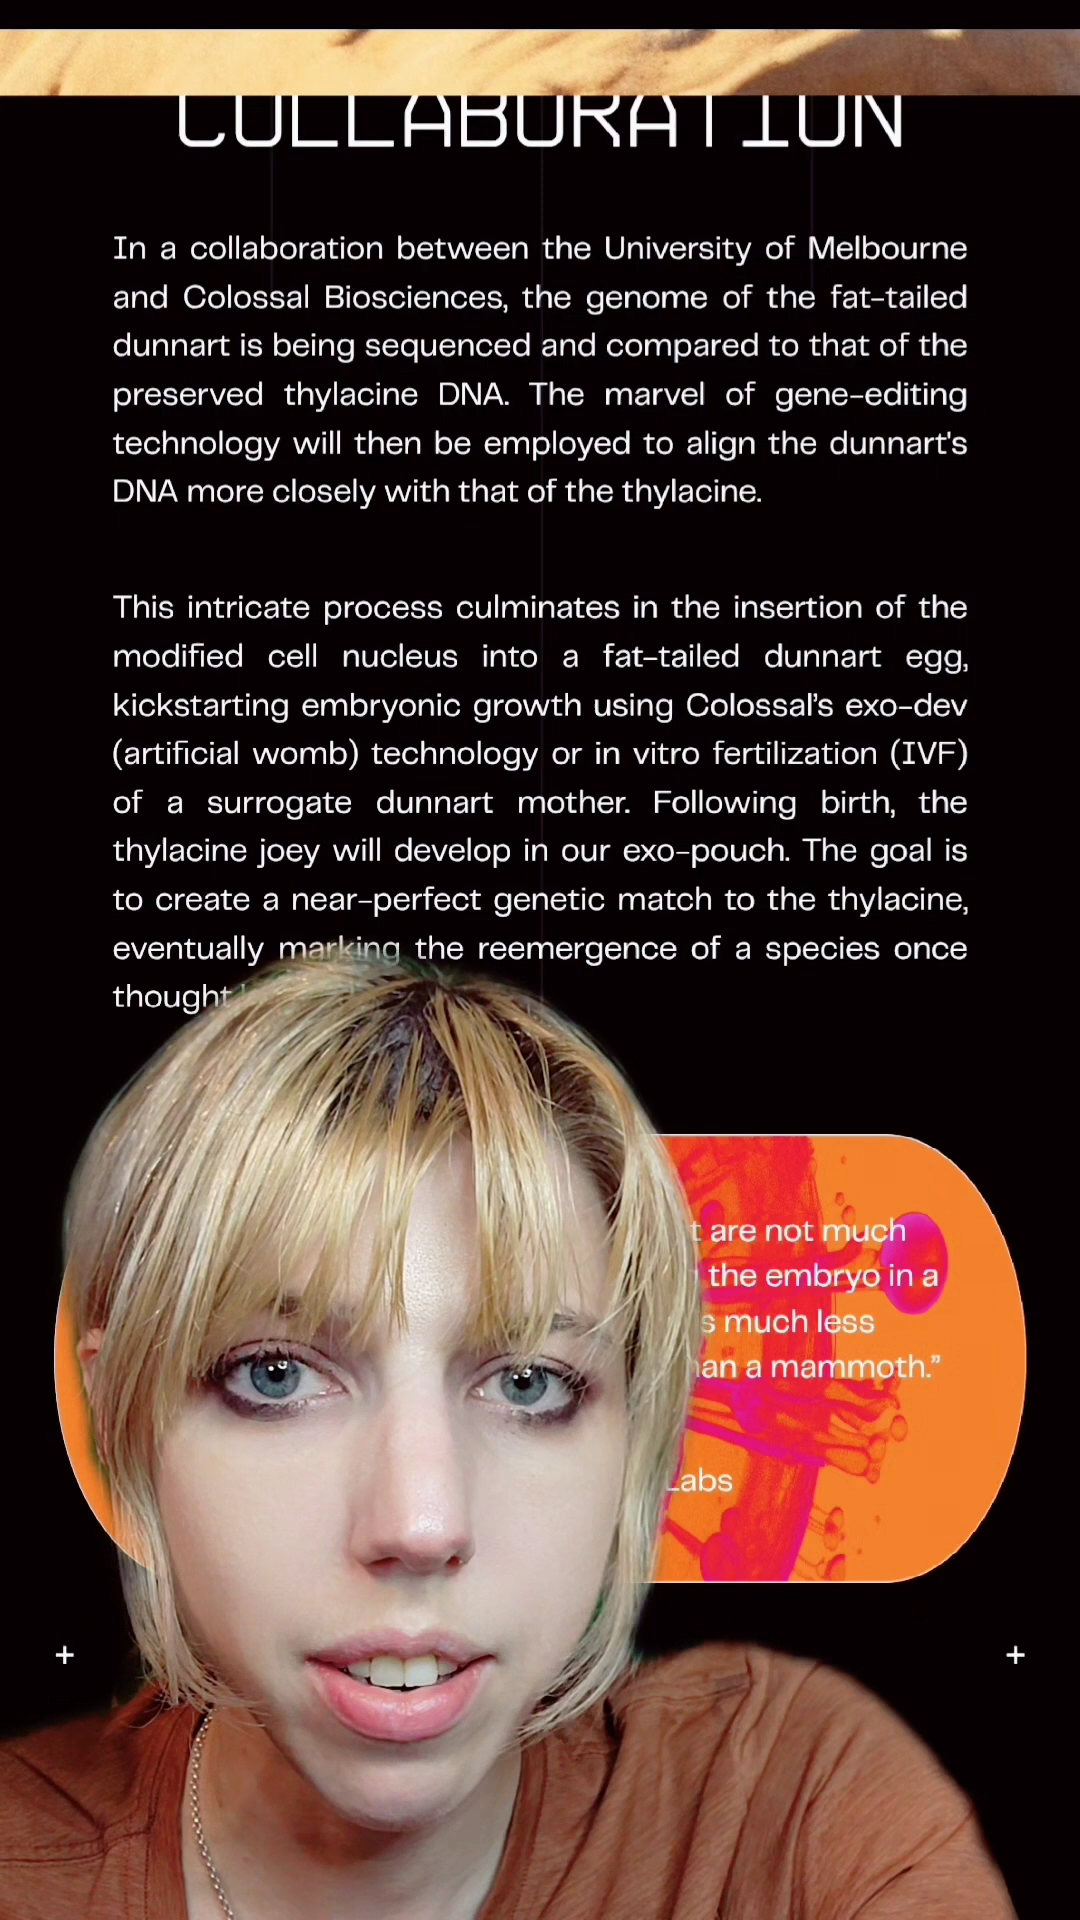 COLLABORATION
In a collaboration between the University of Melbourne
and Colossal Biosciences, the genome of the fat-tailed
dunnart is being sequenced and compared to that of the
preserved thylacine DNA. The marvel of gene-editing
technology will then be employed to align the dunnart's
DNA more closely with that of the thylacine.
This intricate process culminates in the insertion of the
modified cell nucleus into a fat-tailed dunnart egg,
kickstarting embryonic growth using Colossal’s exo-dev
(artificial womb) technology or in vitro fertilization (IVF)
of a surrogate dunnart mother. Following birth, the
thylacine joey will develop in our exo-pouch. The goal is
to create a near-perfect genetic match to the thylacine,
eventually marking the reemergence of a species once
thought
are not much
the embryo in a
much less
a mammoth.”
Labs